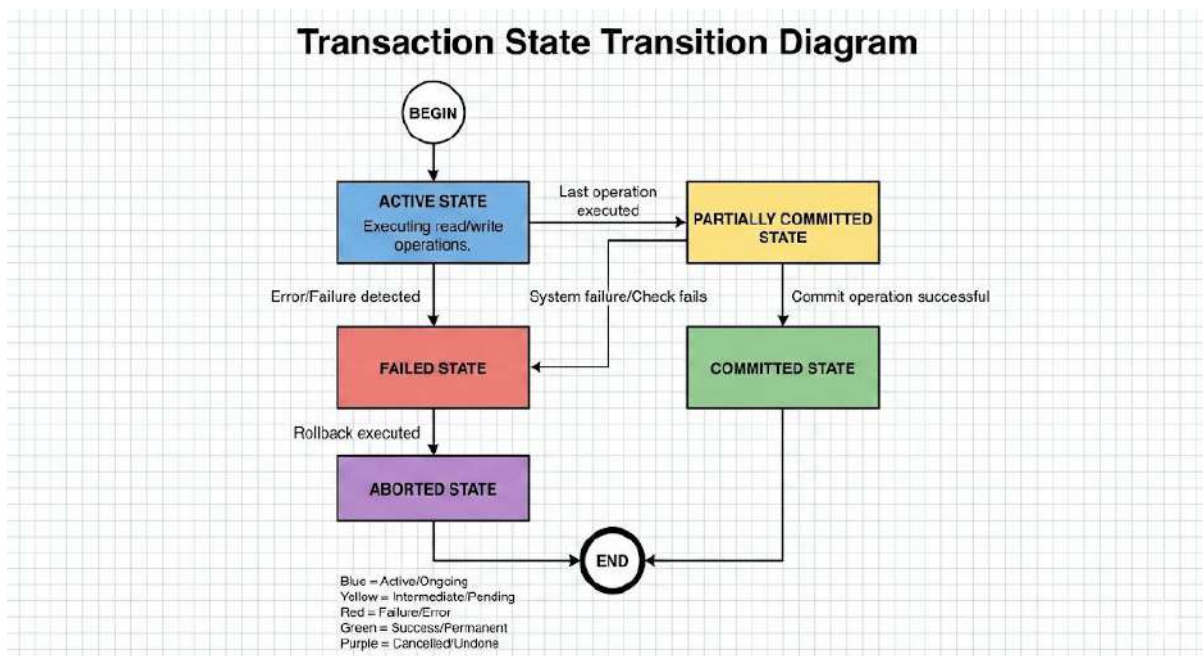 Transaction State Transition Diagram
BEGIN
ACTIVE STATE
Executing read/write
operations.
Last operation
executed
PARTIALLY COMMITTED
STATE
Error/Failure detected
System failure/Check fails
Commit operation successful
FAILED STATE
COMMITTED STATE
Rollback executed
ABORTED STATE
END
Blue = Active/Ongoing
Yellow = Intermediate/Pending
Red = Failure/Error
Green = Success/Permanent
Purple = Cancelled/Undone